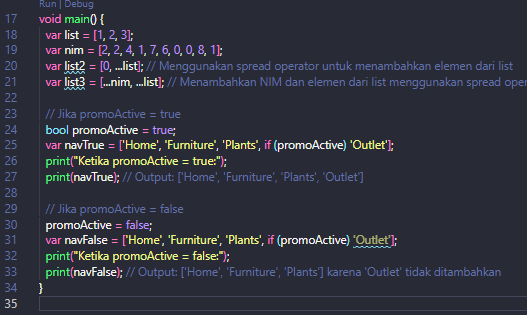 Run | Debug
17 void main() {
18 var list = [1, 2, 3];
19 var nim = [2, 2, 4, 1, 7, 6, 0, 0, 8, 1];
20 var list2 = [0, ...list]; // Menggunakan spread operator untuk menambahkan elemen dari list
21 var list3 = [...nim, ...list]; // Menambahkan NIM dan elemen dari list menggunakan spread oper
22
23 // Jika promoActive = true
24 bool promoActive = true;
25 var navTrue = ['Home', 'Furniture', 'Plants', if (promoActive) 'Outlet'];
26 print("Ketika promoActive = true:");
27 print(navTrue); // Output: ['Home', 'Furniture', 'Plants', 'Outlet']
28
29 // Jika promoActive = false
30 promoActive = false;
31 var navFalse = ['Home', 'Furniture', 'Plants', if (promoActive) 'Outlet'];
32 print("Ketika promoActive = false:");
33 print(navFalse); // Output: ['Home', 'Furniture', 'Plants'] karena 'Outlet' tidak ditambahkan
34 }
35